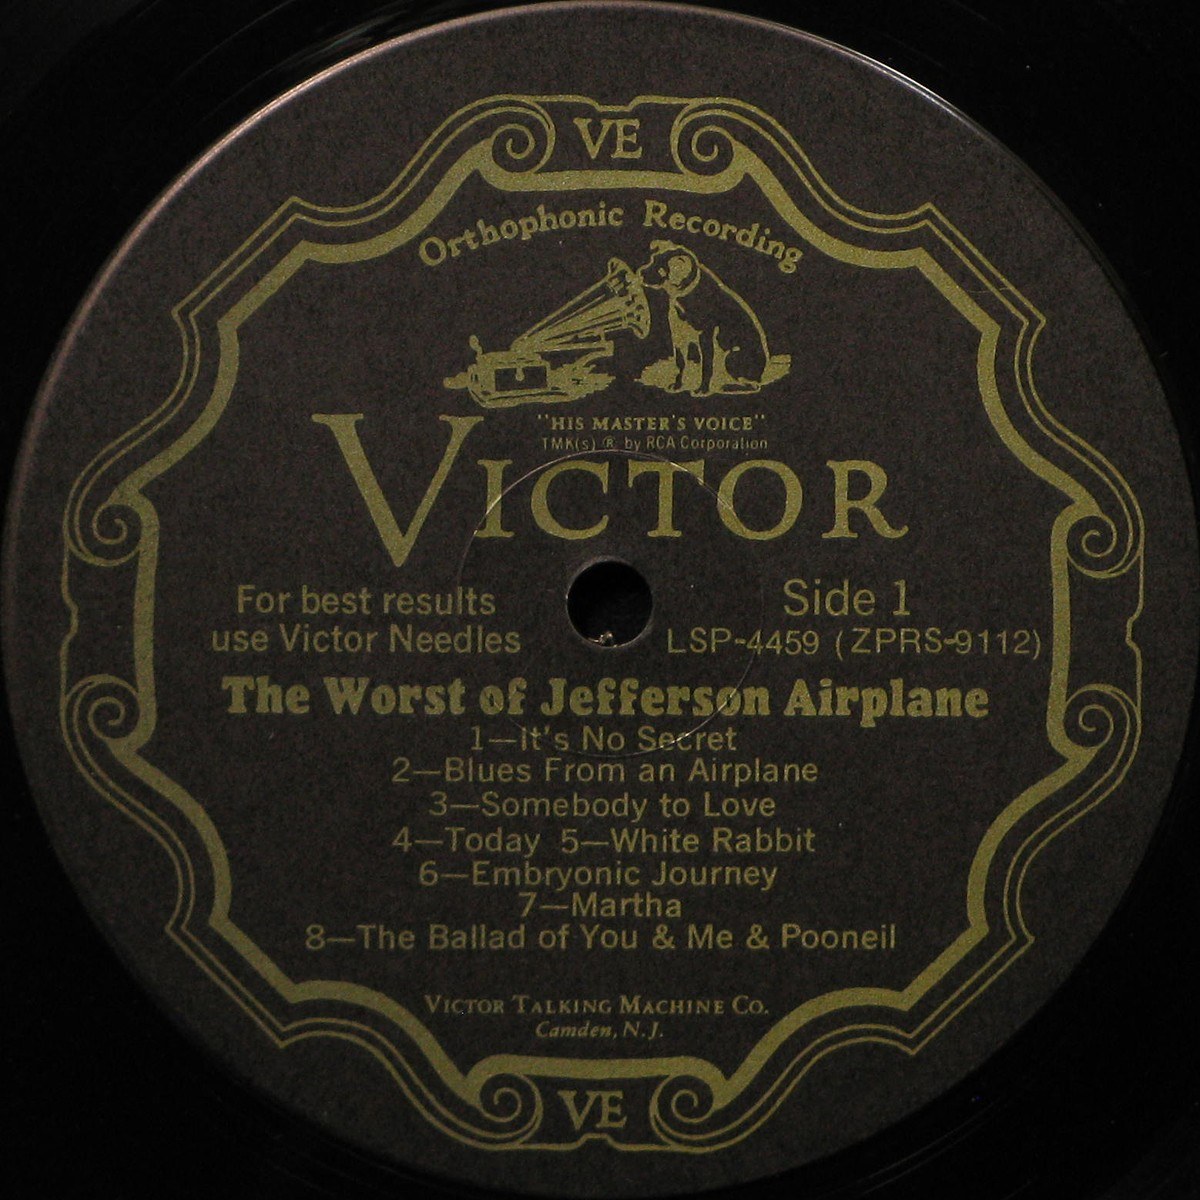 VE
Orthophonic Recording
"HIS MASTER'S VOICE"
TMK(s) ® by RCA Corporation
VICTOR
For best results
use Victor Needles
Side 1
LSP-4459 (ZPRS-9112)
The Worst of Jefferson Airplane
1—It's No Secret
2—Blues From an Airplane
3—Somebody to Love
4—Today 5—White Rabbit
6—Embryonic Journey
7—Martha
8—The Ballad of You & Me & Pooneil
VICTOR TALKING MACHINE CO.
Camden, N. J.
VE